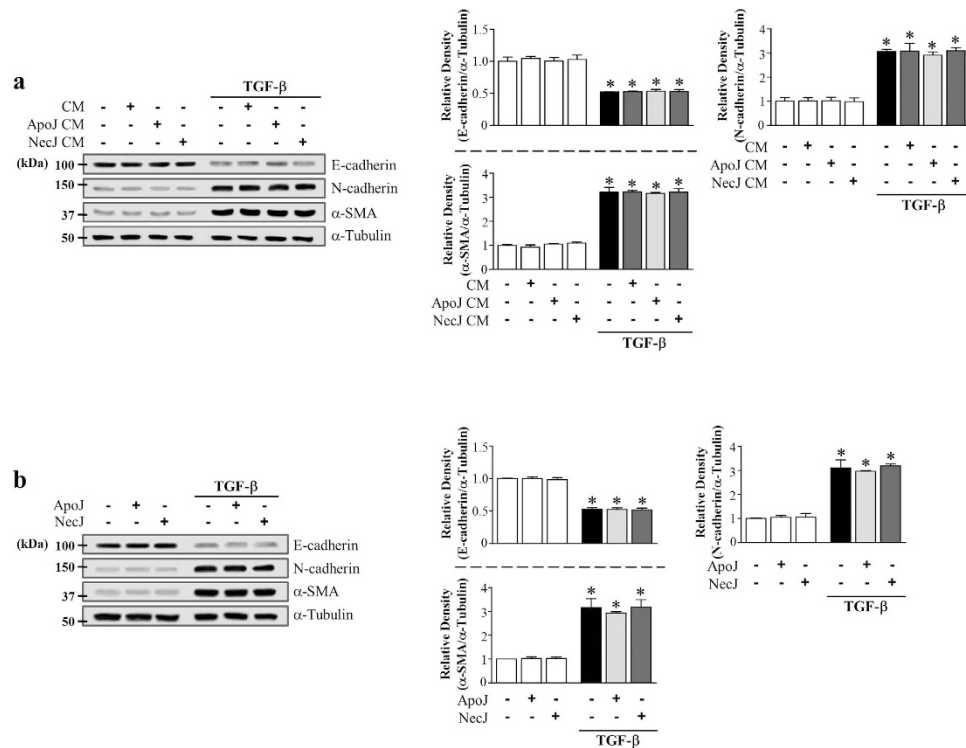 a
TGF-β
CM - + - - - + - -
ApoJ CM - - + - - - + -
NecJ CM - - - + - - - +
(kDa)
100 E-cadherin
150 N-cadherin
37 α-SMA
50 α-Tubulin
Relative Density
(E-cadherin/α-Tubulin)
1.5
1.0
0.5
0
* * * *
Relative Density
(α-SMA/α-Tubulin)
4
3
2
1
0
* * * *
CM - + - - - + - -
ApoJ CM - - + - - - + -
NecJ CM - - - + - - - +
TGF-β
Relative Density
(N-cadherin/α-Tubulin)
4
3
2
1
0
* * * *
CM - + - - - + - -
ApoJ CM - - + - - - + -
NecJ CM - - - + - - - +
TGF-β
b
TGF-β
ApoJ - + - - + -
NecJ - - + - - +
(kDa)
100 E-cadherin
150 N-cadherin
37 α-SMA
50 α-Tubulin
Relative Density
(E-cadherin/α-Tubulin)
1.5
1.0
0.5
0
* * *
Relative Density
(α-SMA/α-Tubulin)
4
3
2
1
0
* * *
ApoJ - + - - + -
NecJ - - + - - +
TGF-β
Relative Density
(N-cadherin/α-Tubulin)
4
3
2
1
0
* * *
ApoJ - + - - + -
NecJ - - + - - +
TGF-β